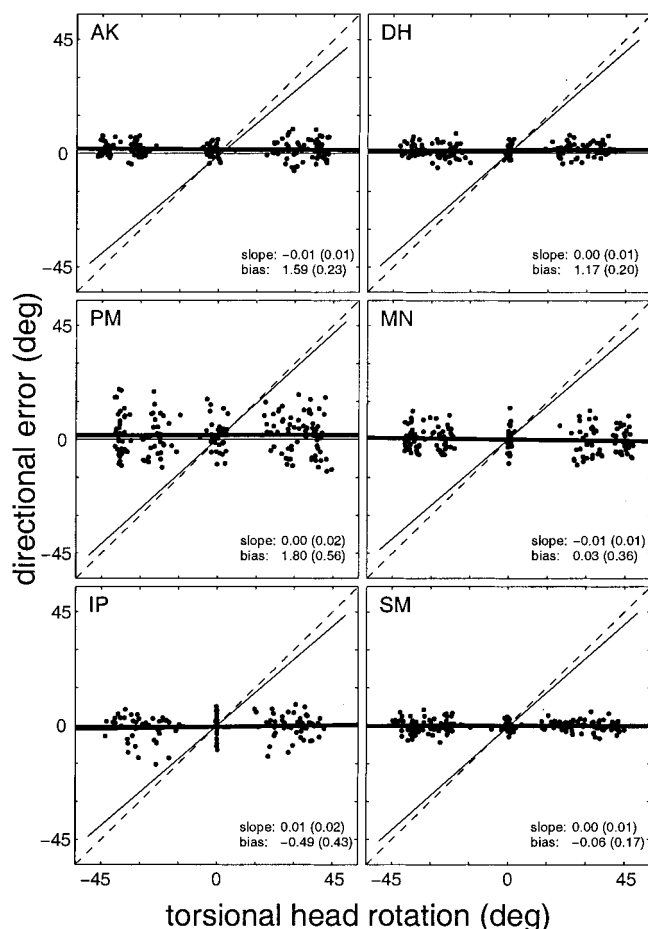 AK
45
0
-45
slope: -0.01 (0.01)
bias: 1.59 (0.23)
DH
slope: 0.00 (0.01)
bias: 1.17 (0.20)
PM
45
0
-45
slope: 0.00 (0.02)
bias: 1.80 (0.56)
MN
slope: -0.01 (0.01)
bias: 0.03 (0.36)
IP
45
0
-45
slope: 0.01 (0.02)
bias: -0.49 (0.43)
SM
slope: 0.00 (0.01)
bias: -0.06 (0.17)
directional error (deg)
-45 0 45 -45 0 45
torsional head rotation (deg)